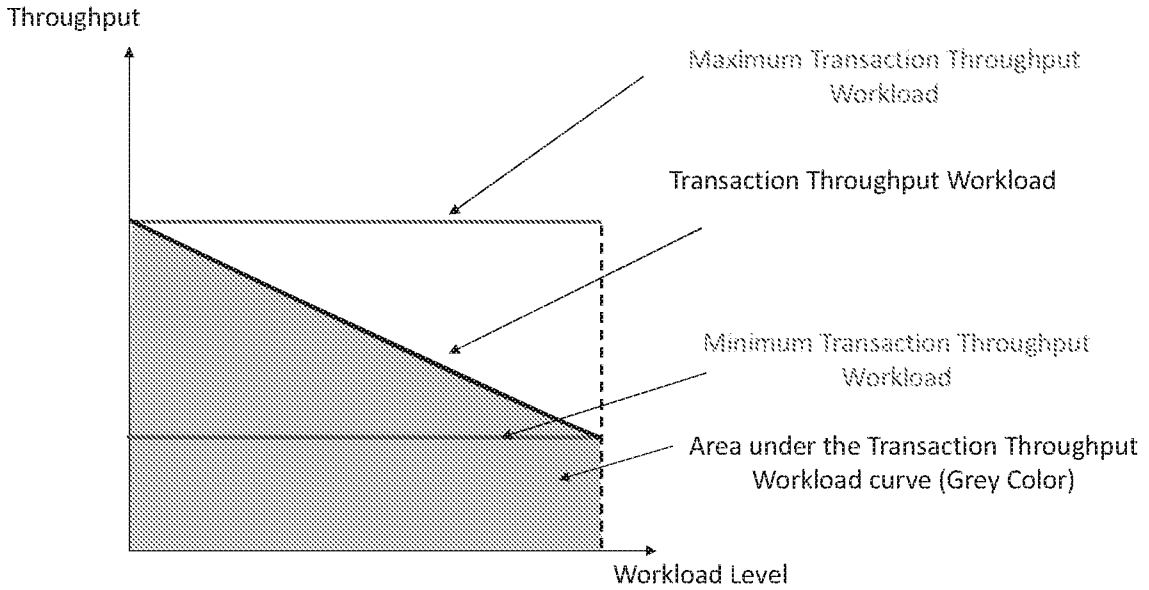 Throughput
Maximum Transaction Throughput
Workload
Transaction Throughput Workload
Minimum Transaction Throughput
Workload
Area under the Transaction Throughput
Workload curve (Grey Color)
Workload Level